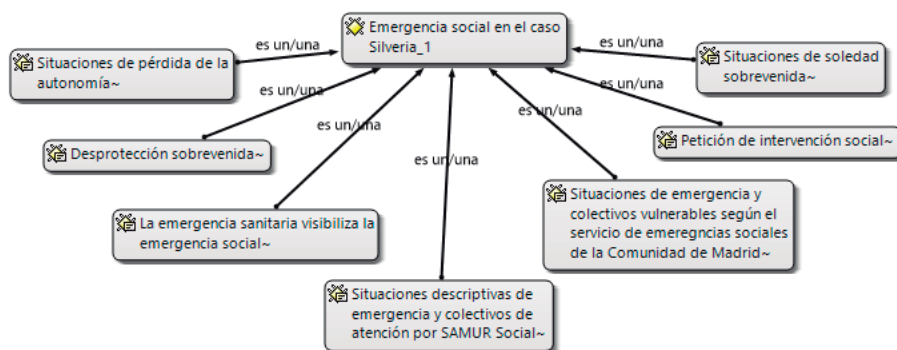 Emergencia social en el caso
Silveria_1
es un/una
es un/una
Situaciones de pérdida de la
autonomía~
Situaciones de soledad
sobrevenida~
es un/una
es un/una
es un/una
es un/una
es un/una
Desprotección sobrevenida~
Petición de intervención social~
La emergencia sanitaria visibiliza la
emergencia social~
Situaciones de emergencia y
colectivos vulnerables según el
servicio de emeregncias sociales
de la Comunidad de Madrid~
Situaciones descriptivas de
emergencia y colectivos de
atención por SAMUR Social~